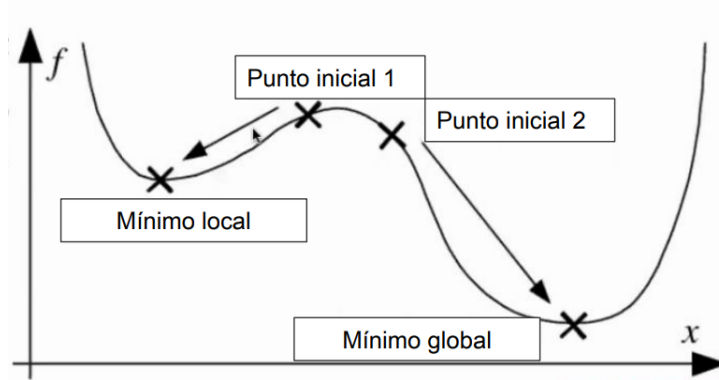 f
Punto inicial 1
Punto inicial 2
Mínimo local
Mínimo global
x